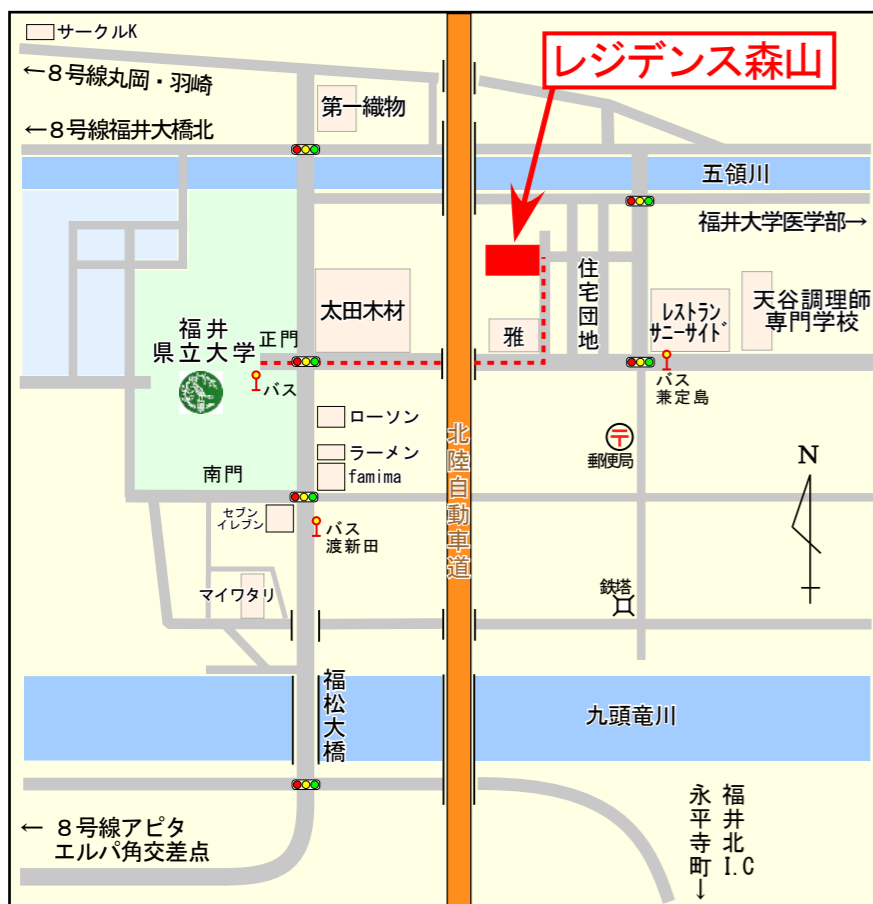 サークルK
←8号線丸岡・羽崎
←8号線福井大橋北
第一織物
レジデンス森山
五領川
福井大学医学部→
太田木材
雅
住宅団地
レストラン
サニーサイド
天谷調理師
専門学校
福井
県立大学
正門
バス
バス
兼定島
ローソン
ラーメン
famima
南門
セブン
イレブン
バス
渡新田
北陸自動車道
郵便局
N
マイワタリ
鉄塔
福松大橋
九頭竜川
← 8号線アピタ
エルパ角交差点
福井北I.C
永平寺町↓